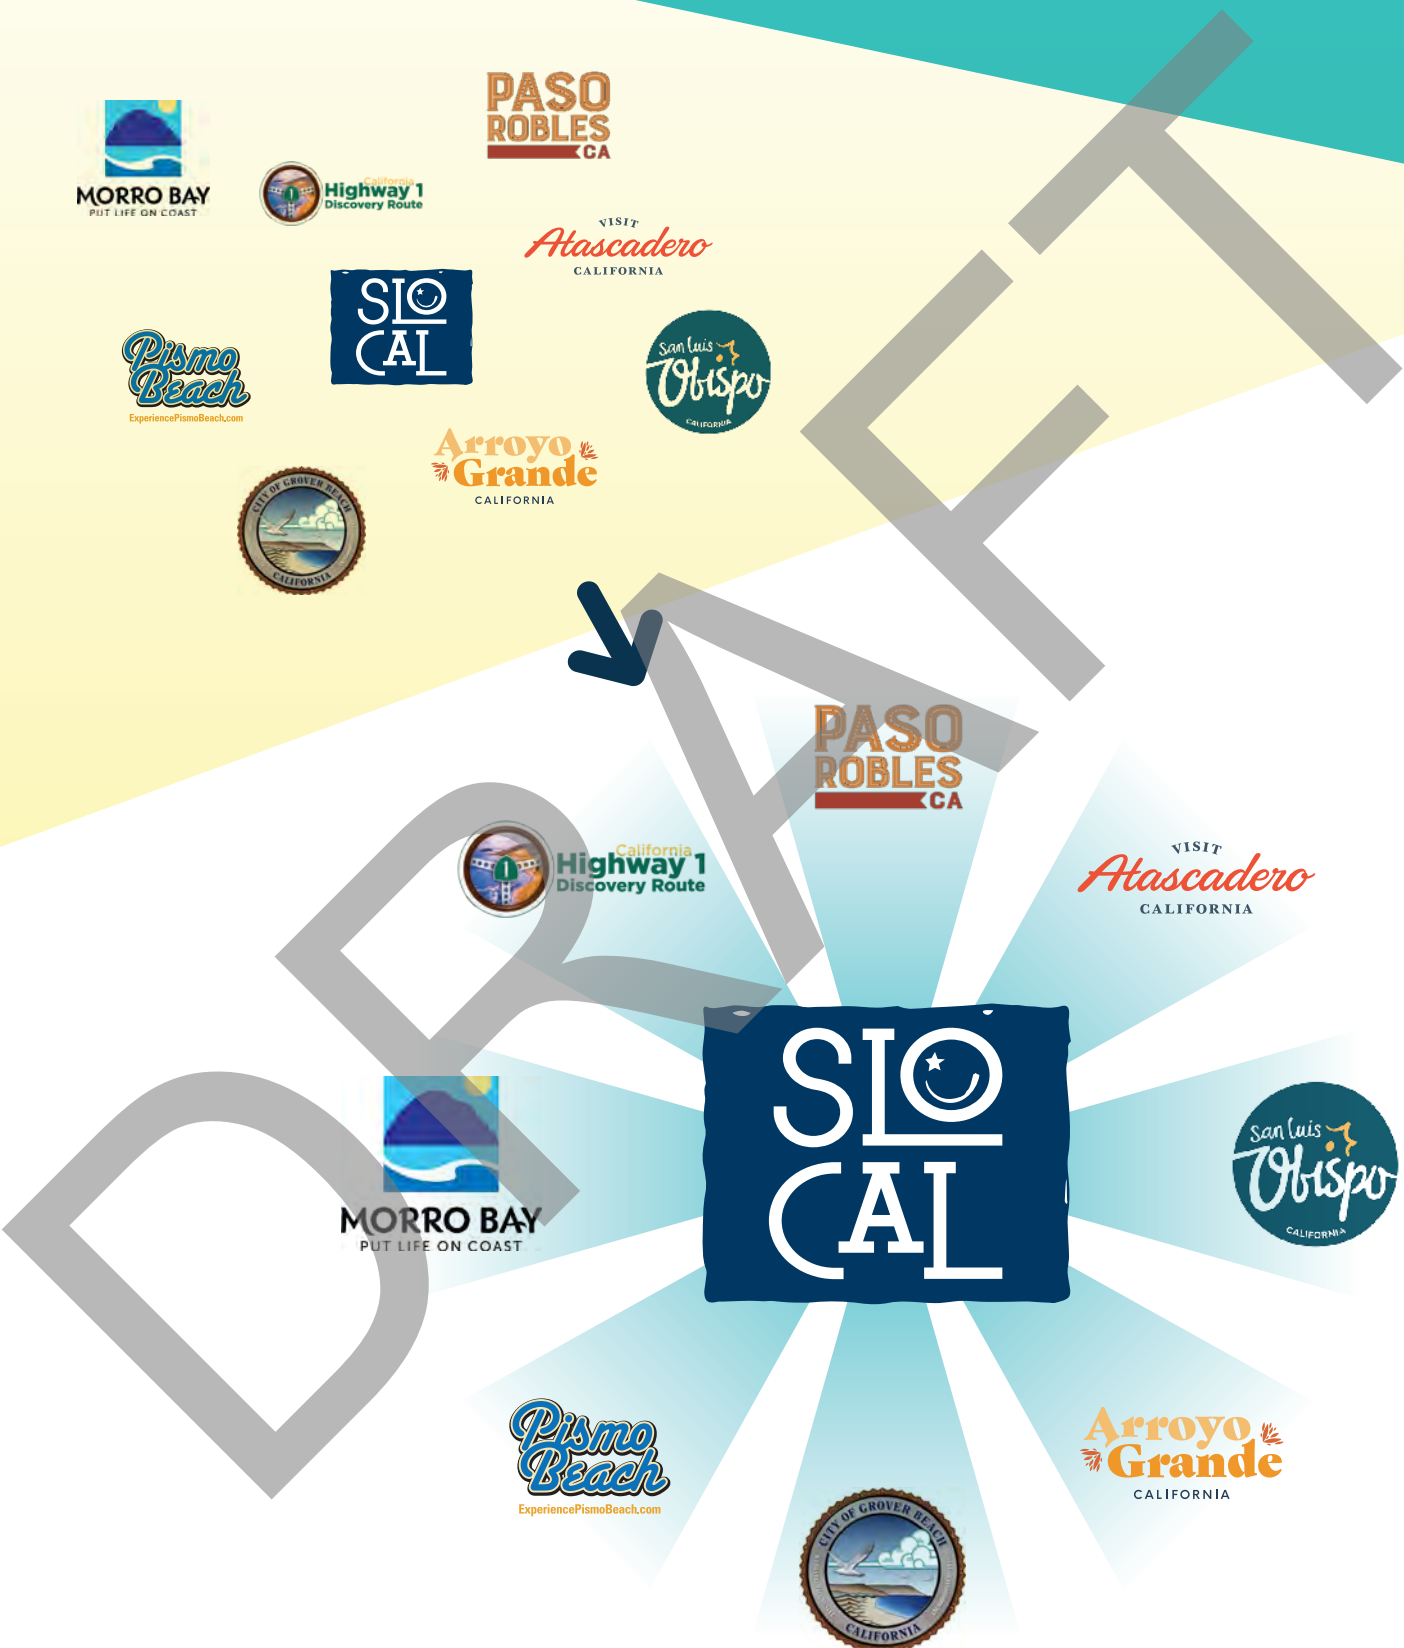 PASO
ROBLES
CA
MORRO BAY
PUT LIFE ON COAST
California
Highway 1
Discovery Route
VISIT
Atascadero
CALIFORNIA
SLO
CAL
San Luis
Obispo
CALIFORNIA
Pismo
Beach
ExperiencePismoBeach.com
Arroyo
Grande
CALIFORNIA
CITY OF GROVER BEACH
CALIFORNIA
DRAFT
PASO
ROBLES
CA
California
Highway 1
Discovery Route
1
VISIT
Atascadero
CALIFORNIA
SLO
CAL
MORRO BAY
PUT LIFE ON COAST
San Luis
Obispo
CALIFORNIA
Pismo
Beach
ExperiencePismoBeach.com
Arroyo
Grande
CALIFORNIA
CITY OF GROVER BEACH
CALIFORNIA